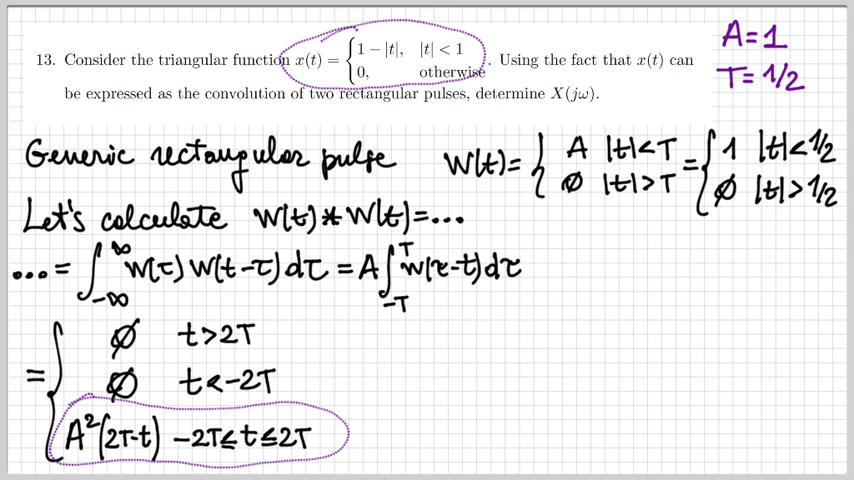 13. Consider the triangular function x(t) = { 1 − |t|, |t| < 1
0, otherwise . Using the fact that x(t) can
be expressed as the convolution of two rectangular pulses, determine X(jω).
A=1
T=1/2
Generic rectangular pulse W(t)= { A |t|<T = { 1 |t|<1/2
∅ |t|>T ∅ |t|>1/2
Let's calculate W(t)*W(t)=...
...= ∫_{-∞}^{∞} W(τ)W(t-τ)dτ = A∫_{-T}^{T} W(τ-t)dτ
= { ∅ t>2T
∅ t<-2T
A²(2T-t) -2T≤t≤2T